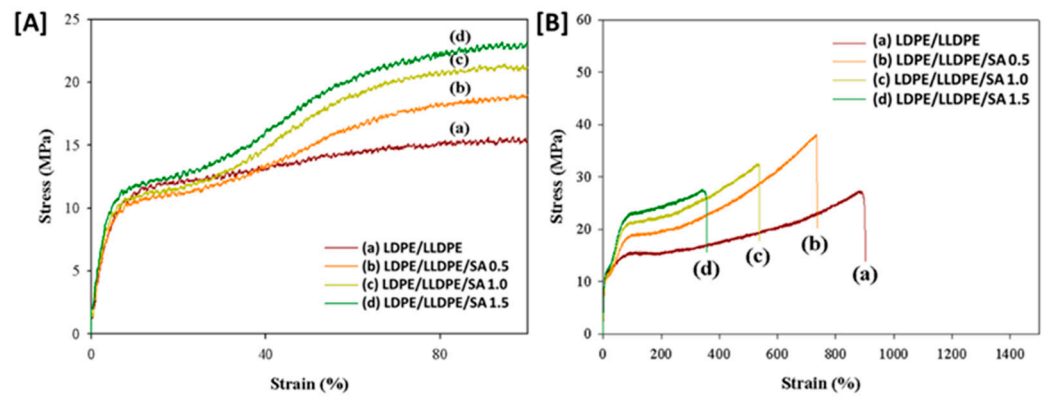 [A]
25
20
15
10
5
0
Stress (MPa)
(d)
(c)
(b)
(a)
(a) LDPE/LLDPE
(b) LDPE/LLDPE/SA 0.5
(c) LDPE/LLDPE/SA 1.0
(d) LDPE/LLDPE/SA 1.5
0 40 80
Strain (%)
[B]
60
50
40
30
20
10
0
Stress (MPa)
(a) LDPE/LLDPE
(b) LDPE/LLDPE/SA 0.5
(c) LDPE/LLDPE/SA 1.0
(d) LDPE/LLDPE/SA 1.5
(d) (c) (b) (a)
0 200 400 600 800 1000 1200 1400
Strain (%)